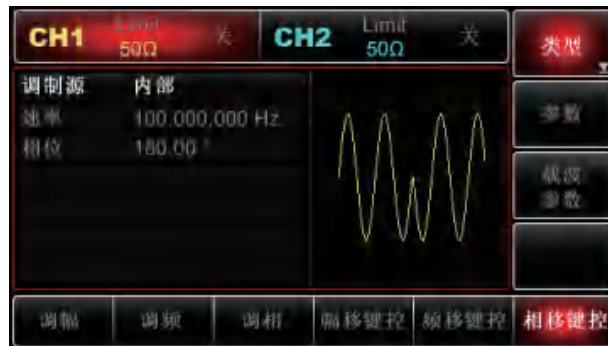 CH1 Limit 50Ω 关 CH2 Limit 50Ω 关 类型
调制源 内部
速率 100.000,000 Hz
相位 180.00 °
参数
载波
参数
调幅 调频 调相 幅移键控 频移键控 相移键控